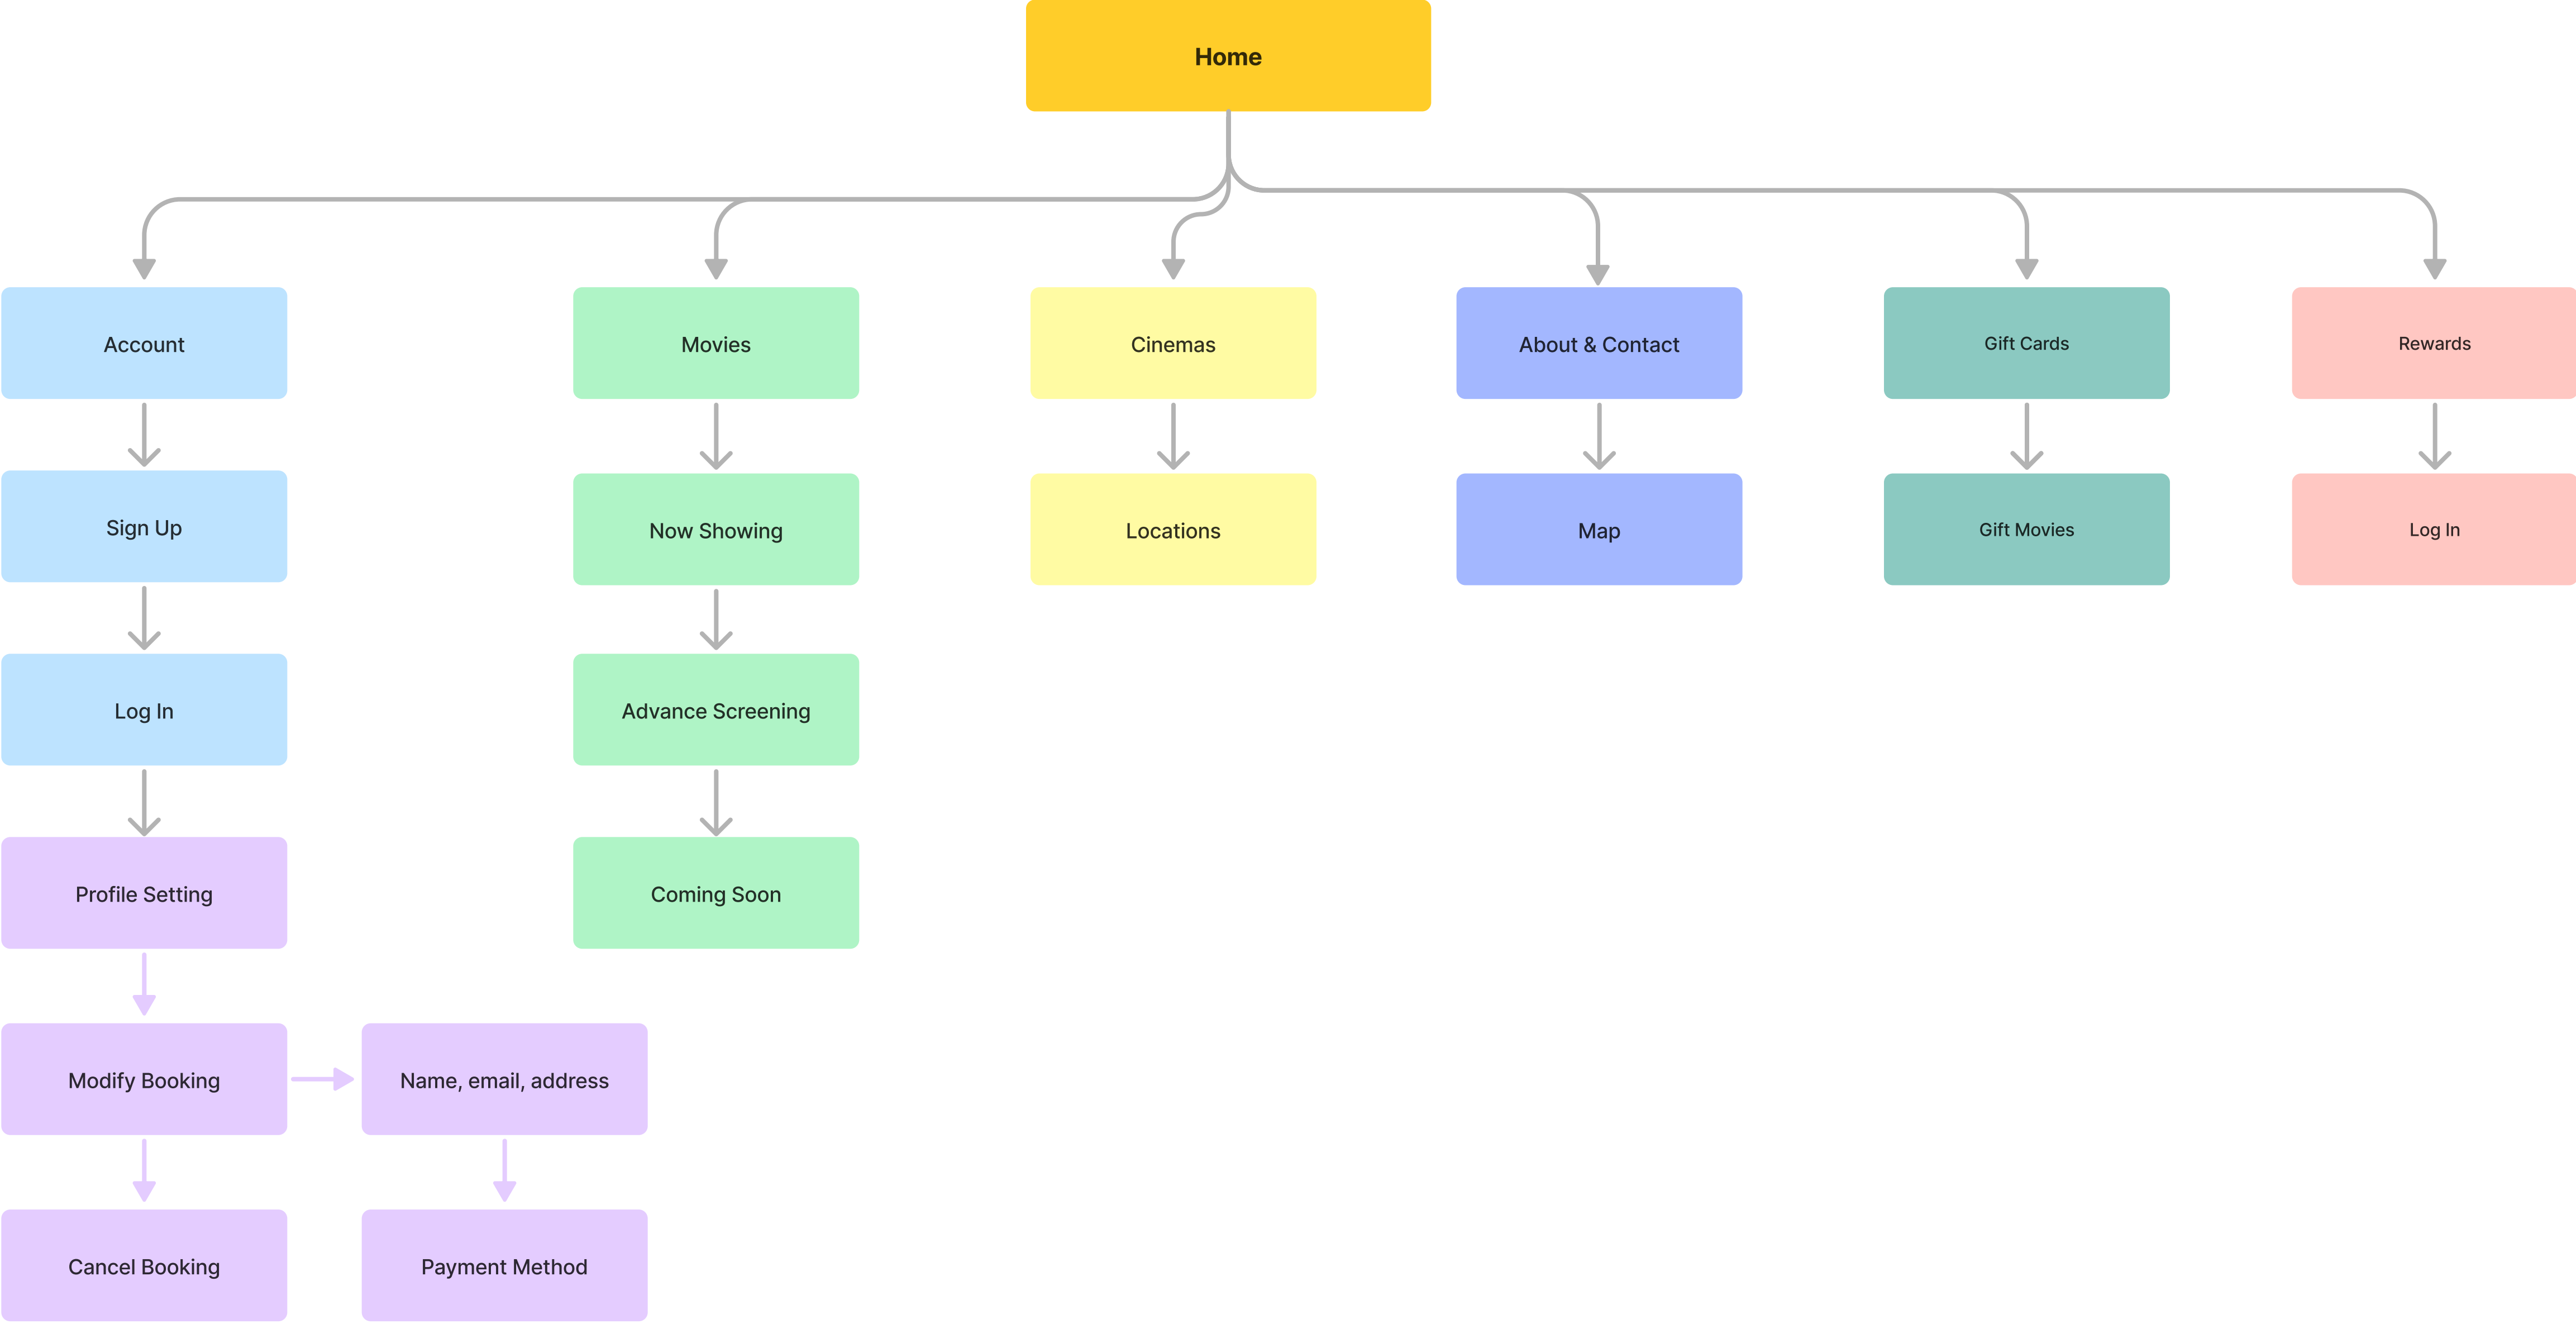 Home
Account
Movies
Cinemas
About & Contact
Gift Cards
Rewards
Sign Up
Now Showing
Locations
Map
Gift Movies
Log In
Log In
Advance Screening
Profile Setting
Coming Soon
Modify Booking
Name, email, address
Cancel Booking
Payment Method